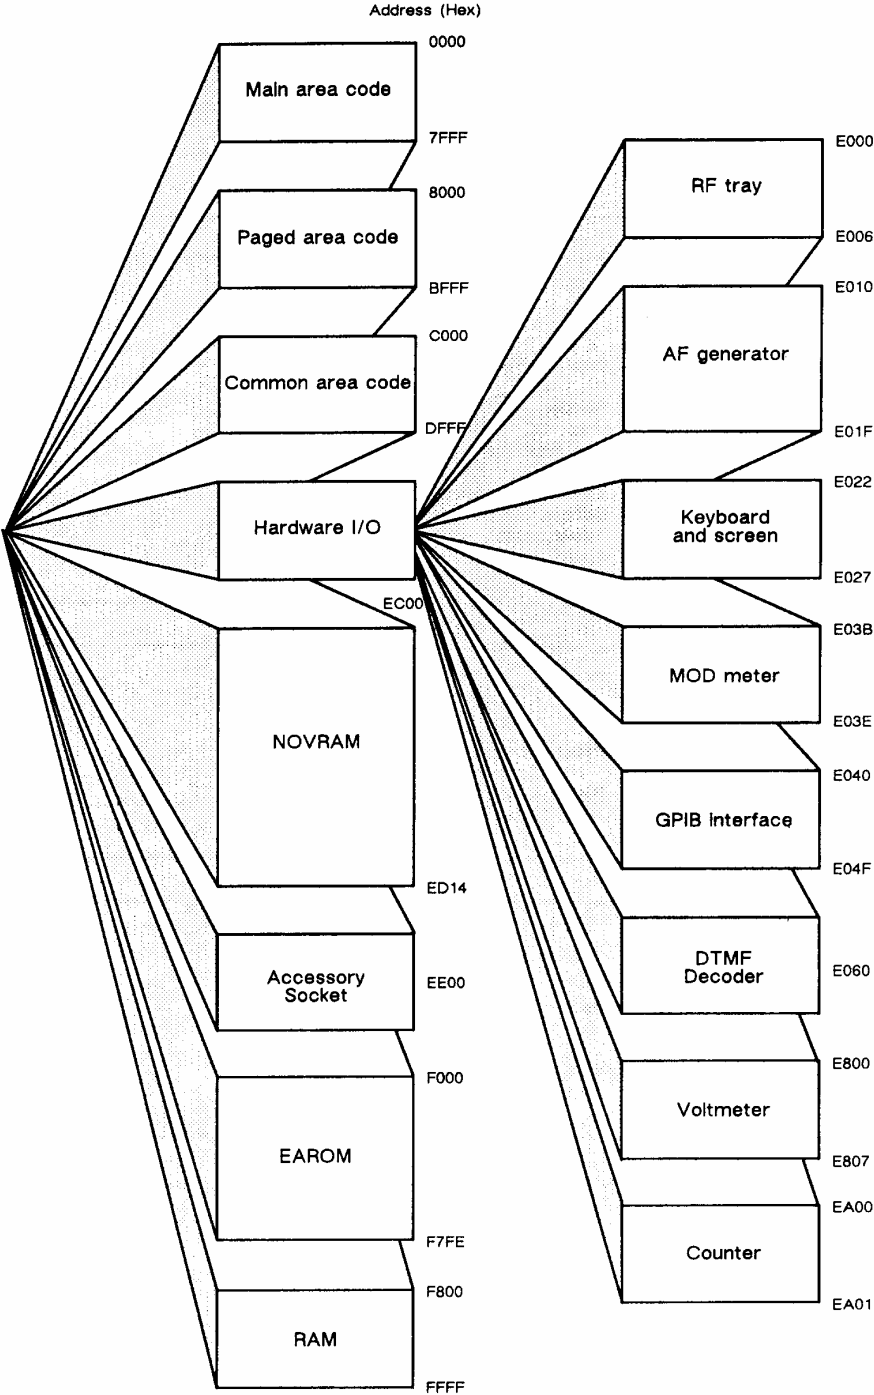 Address (Hex)
0000
Main area code
7FFF
8000
Paged area code
BFFF
C000
Common area code
DFFF
Hardware I/O
EC00
NOVRAM
ED14
Accessory
Socket
EE00
F000
EAROM
F7FE
F800
RAM
FFFF
E000
RF tray
E006
E010
AF generator
E01F
E022
Keyboard
and screen
E027
E03B
MOD meter
E03E
E040
GPIB Interface
E04F
DTMF
Decoder
E060
E800
Voltmeter
E807
EA00
Counter
EA01